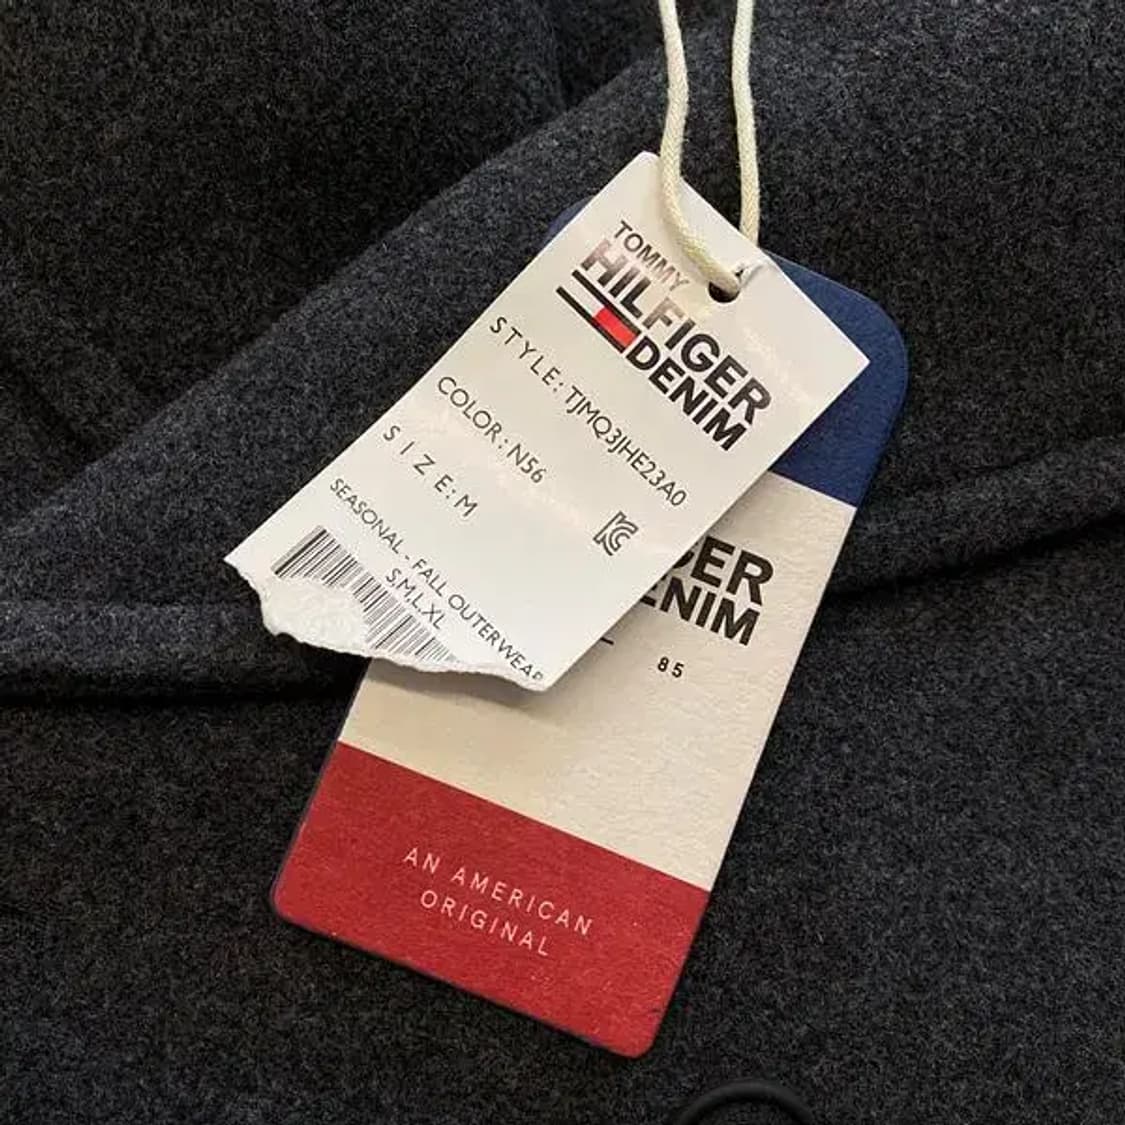 TOMMY
HILFIGER
DENIM
STYLE: TJMQ3JHE23A0
COLOR: N56
SIZE: M
SEASONAL - FALL OUTERWEAR
S,M,L,XL
GER
ENIM
85
AN AMERICAN
ORIGINAL